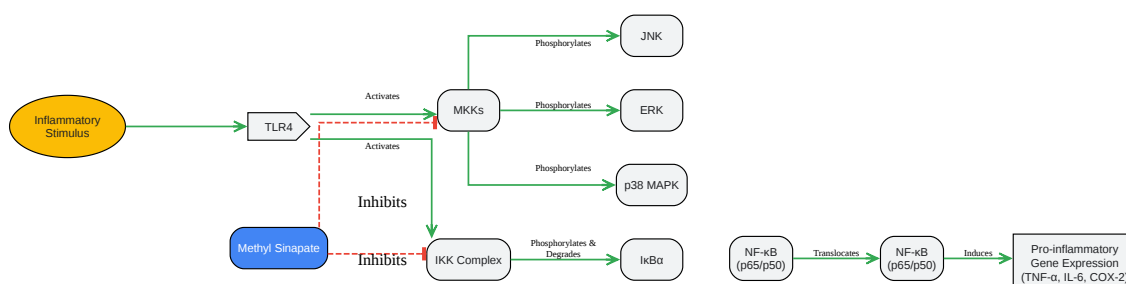 JNK
Phosphorylates
Activates
MKKs
Phosphorylates
ERK
Inflammatory
Stimulus
TLR4
Activates
Phosphorylates
p38 MAPK
Inhibits
Methyl Sinapate
Inhibits
IKK Complex
Phosphorylates &
Degrades
IκBα
NF-κB
(p65/p50)
Translocates
NF-κB
(p65/p50)
Induces
Pro-inflammatory
Gene Expression
(TNF-α, IL-6, COX-2)